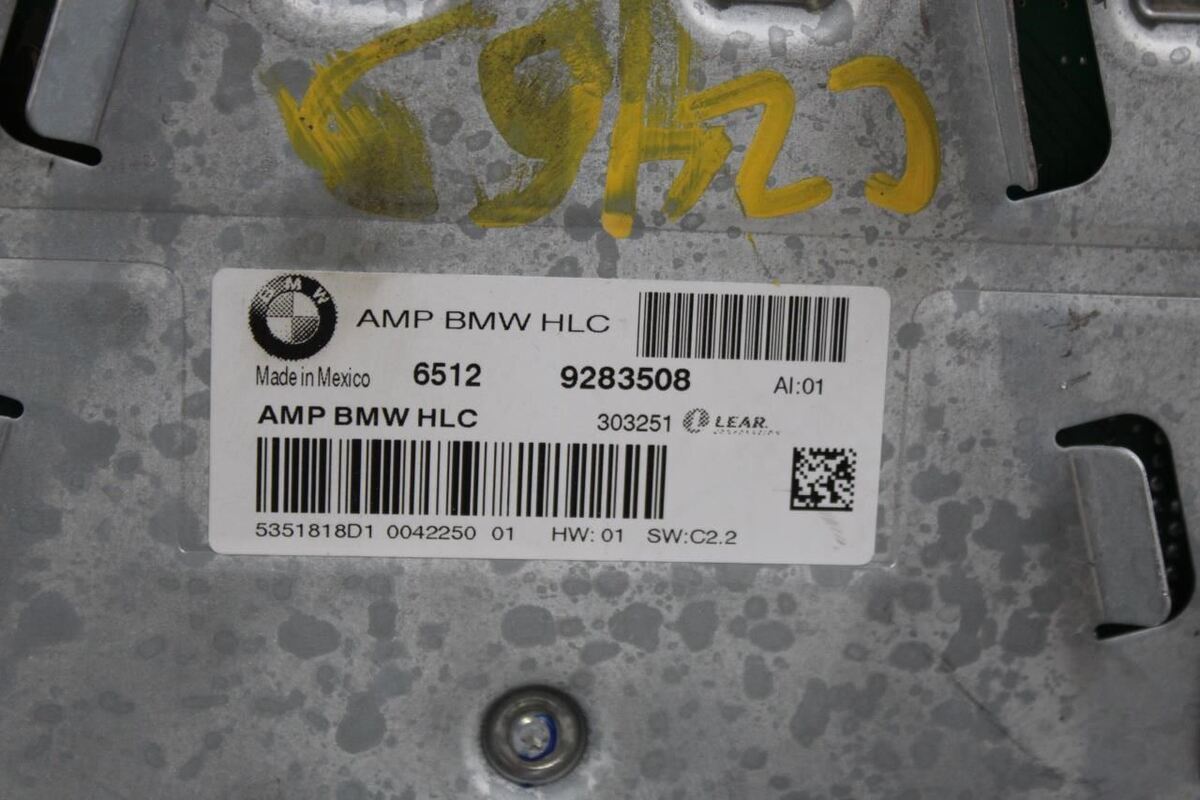 BMW
AMP BMW HLC
Made in Mexico 6512 9283508 AI:01
AMP BMW HLC 303251 LEAR.
CORPORATION
5351818D1 0042250 01 HW: 01 SW:C2.2